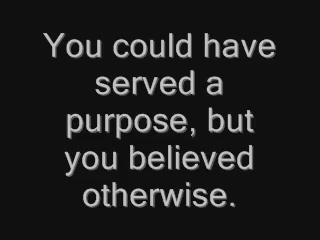 You could have
served a
purpose, but
you believed
otherwise.